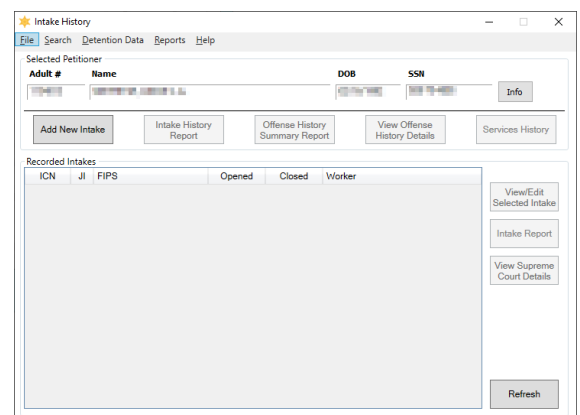 Intake History
File Search Detention Data Reports Help
Selected Petitioner
Adult # Name DOB SSN
Info
Add New Intake Intake History Report Offense History Summary Report View Offense History Details Services History
Recorded Intakes
ICN JI FIPS Opened Closed Worker
View/Edit
Selected Intake
Intake Report
View Supreme
Court Details
Refresh